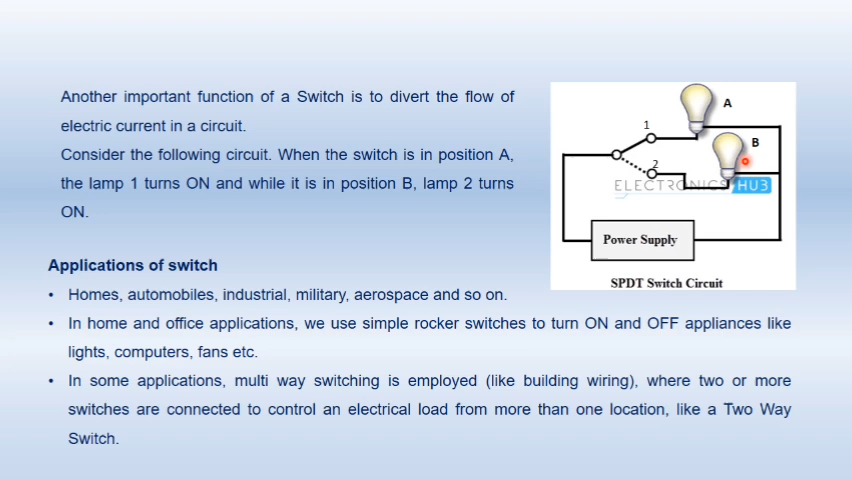 Another important function of a Switch is to divert the flow of
electric current in a circuit.
Consider the following circuit. When the switch is in position A,
the lamp 1 turns ON and while it is in position B, lamp 2 turns
ON.
A
1
B
2
ELECTRONICS HUB
Power Supply
SPDT Switch Circuit
Applications of switch
• Homes, automobiles, industrial, military, aerospace and so on.
• In home and office applications, we use simple rocker switches to turn ON and OFF appliances like
lights, computers, fans etc.
• In some applications, multi way switching is employed (like building wiring), where two or more
switches are connected to control an electrical load from more than one location, like a Two Way
Switch.